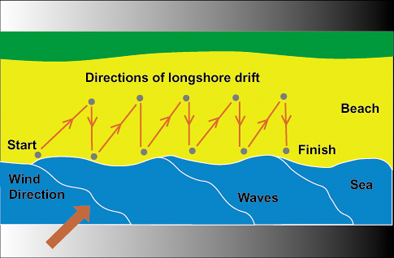 Directions of longshore drift
Beach
Start
Finish
Wind
Direction
Waves
Sea